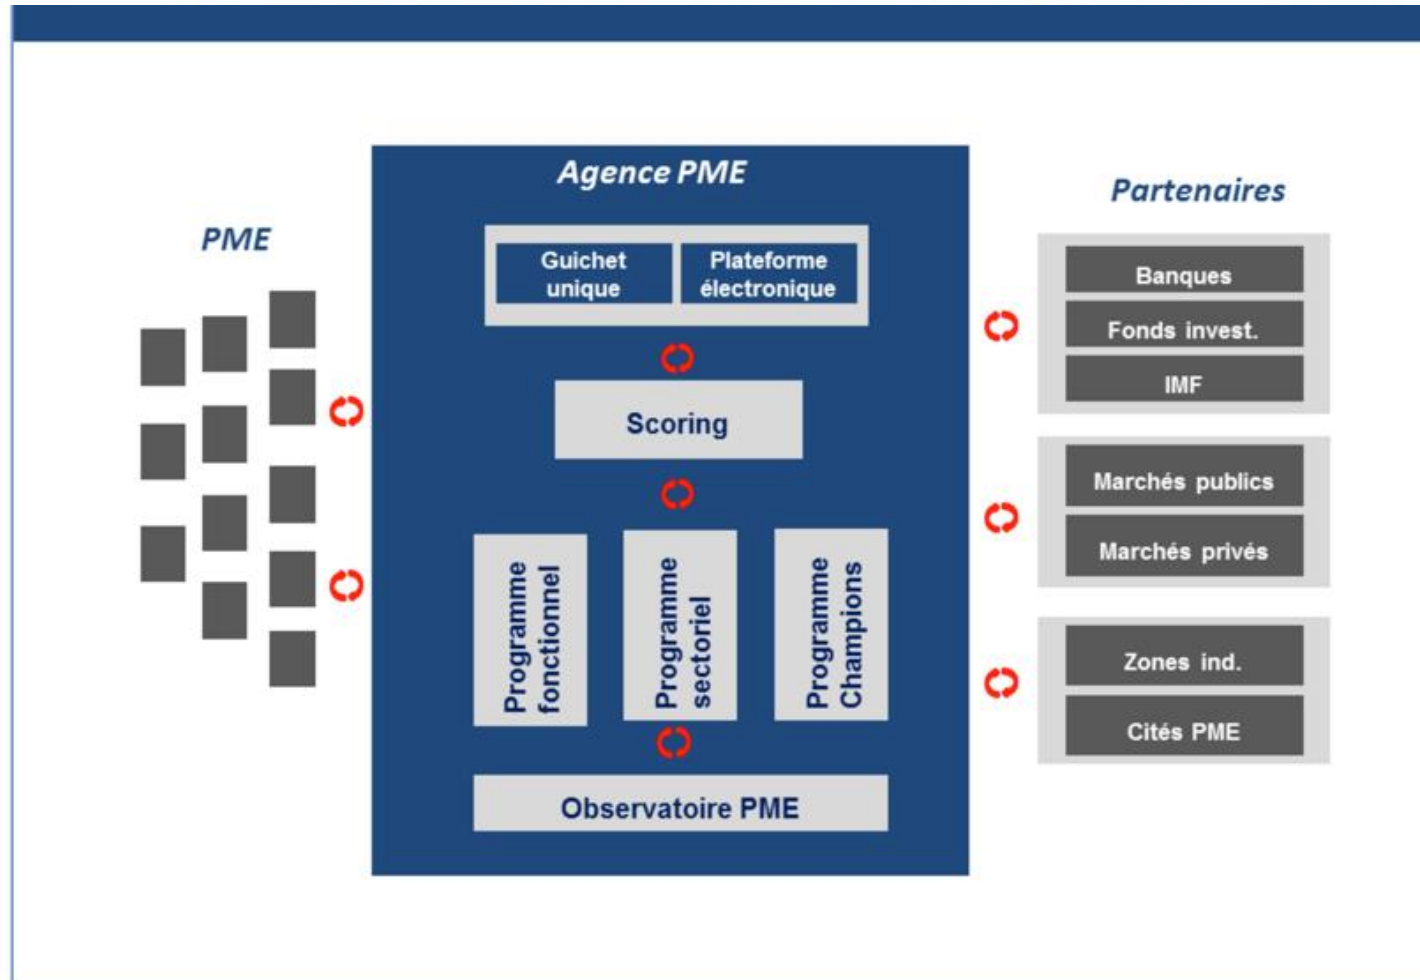 PME
Agence PME
Guichet
unique
Plateforme
électronique
Scoring
Programme
fonctionnel
Programme
sectoriel
Programme
Champions
Observatoire PME
Partenaires
Banques
Fonds invest.
IMF
Marchés publics
Marchés privés
Zones ind.
Cités PME